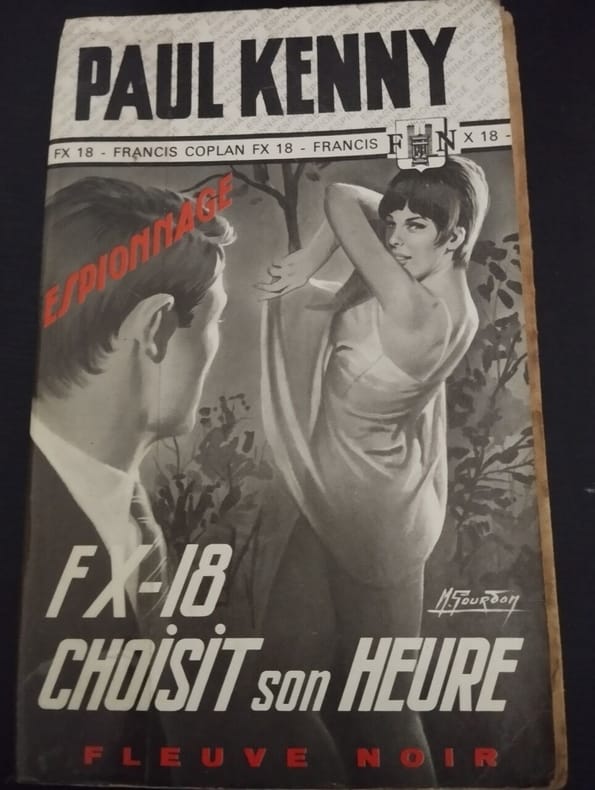 PAUL KENNY
FX 18 - FRANCIS COPLAN FX 18 - FRANCIS
F N
X 18 -
ESPIONNAGE
M. GOURDON
FX-18
CHOISIT son HEURE
FLEUVE NOIR